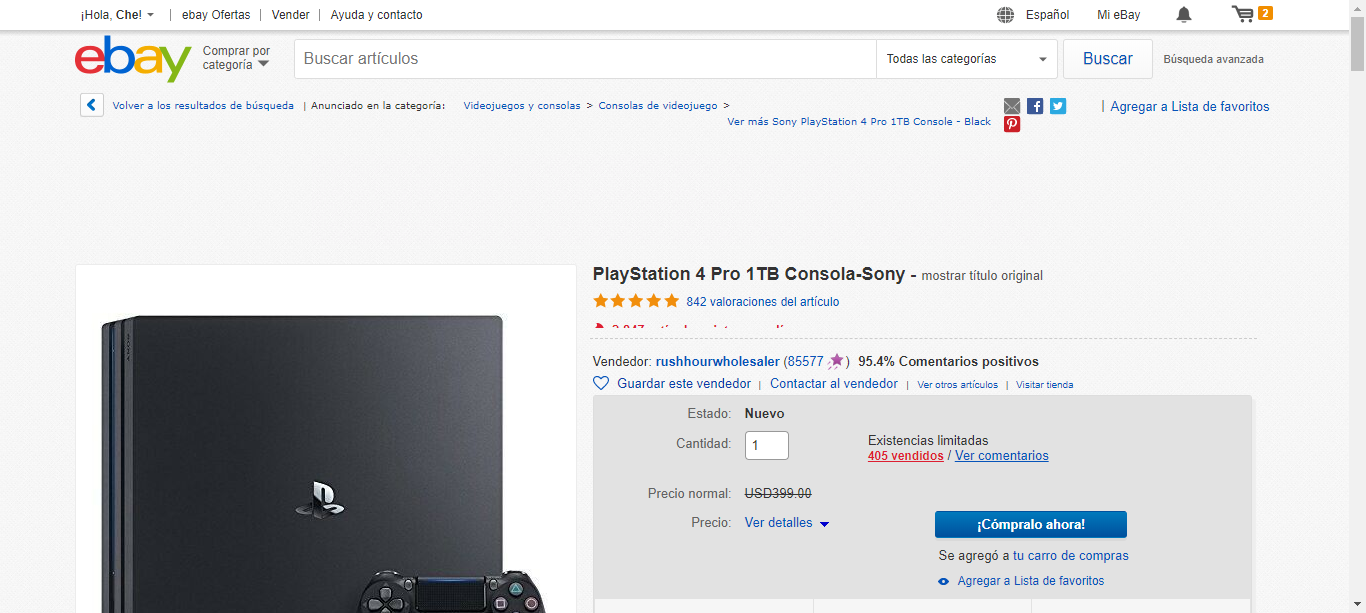 ¡Hola, Che!
ebay Ofertas
Vender
Ayuda y contacto
Español
Mi eBay
2
ebay
Comprar por
categoría
Buscar artículos
Todas las categorías
Buscar
Búsqueda avanzada
Volver a los resultados de búsqueda | Anunciado en la categoría: Videojuegos y consolas > Consolas de videojuego >
Ver más Sony PlayStation 4 Pro 1TB Console - Black
| Agregar a Lista de favoritos
PlayStation 4 Pro 1TB Consola-Sony - mostrar título original
842 valoraciones del artículo
Vendedor: rushhourwholesaler (85577) 95.4% Comentarios positivos
Guardar este vendedor | Contactar al vendedor | Ver otros artículos | Visitar tienda
Estado: Nuevo
Cantidad: 1
Existencias limitadas
405 vendidos / Ver comentarios
Precio normal: USD399.00
Precio: Ver detalles
¡Cómpralo ahora!
Se agregó a tu carro de compras
Agregar a Lista de favoritos
SONY